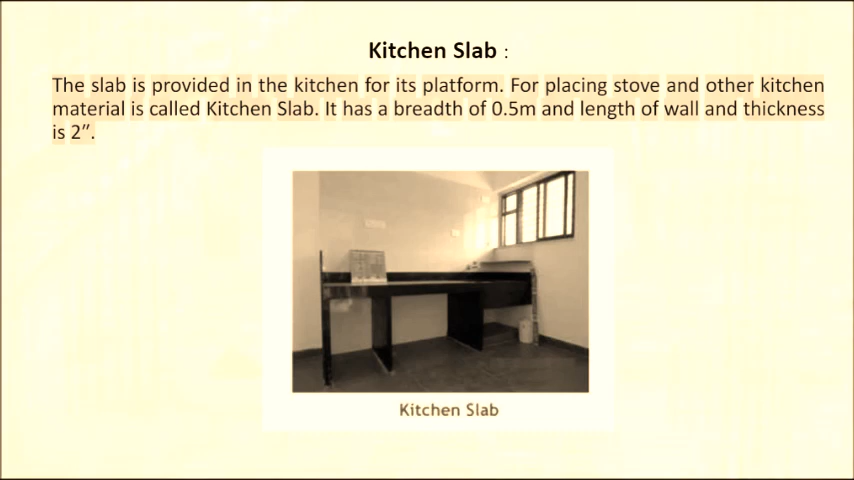 Kitchen Slab :
The slab is provided in the kitchen for its platform. For placing stove and other kitchen
material is called Kitchen Slab. It has a breadth of 0.5m and length of wall and thickness
is 2”.
Kitchen Slab